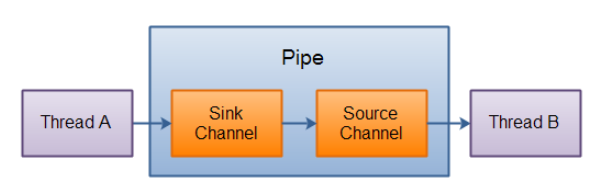 Pipe
Thread A
Sink
Channel
Source
Channel
Thread B